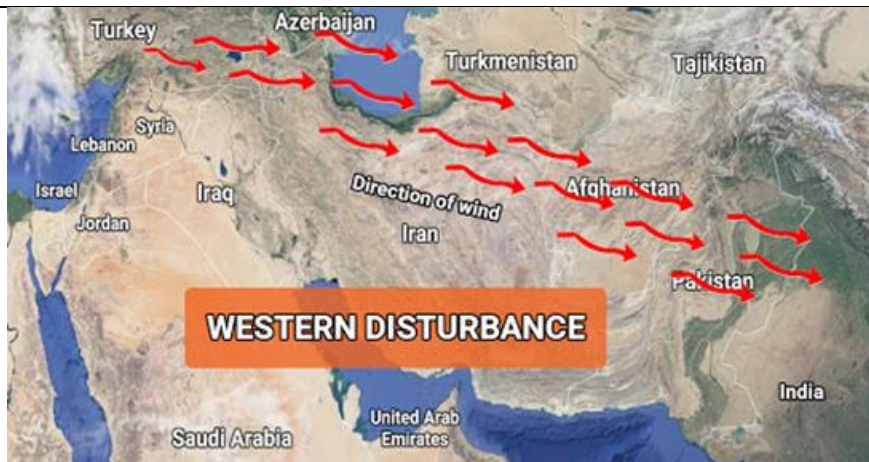 Azerbaijan
Turkey
Turkmenistan
Tajikistan
Syria
Lebanon
Israel
Iraq
Afghanistan
Direction of wind
Jordan
Iran
Pakistan
WESTERN DISTURBANCE
India
United Arab
Emirates
Saudi Arabia